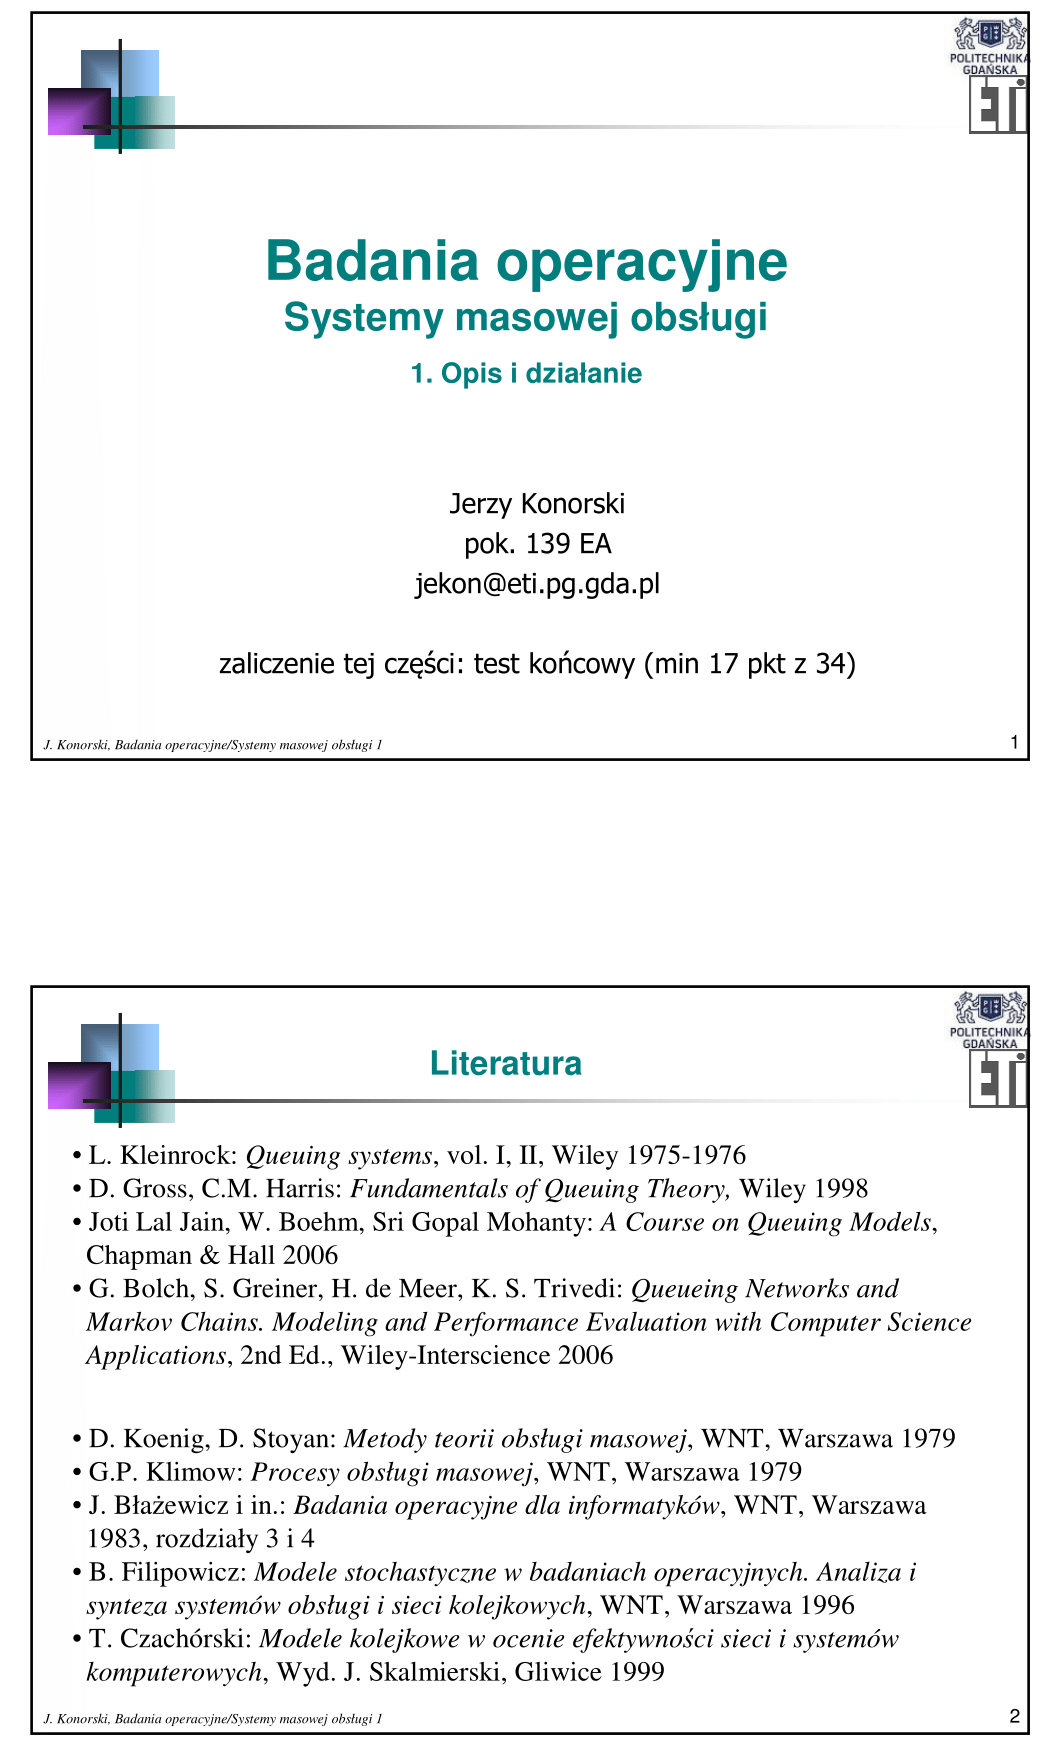 POLITECHNIKA
GDAŃSKA
ETI
Badania operacyjne
Systemy masowej obsługi
1. Opis i działanie
Jerzy Konorski
pok. 139 EA
jekon@eti.pg.gda.pl
zaliczenie tej części: test końcowy (min 17 pkt z 34)
J. Konorski, Badania operacyjne/Systemy masowej obsługi 1
1
POLITECHNIKA
GDAŃSKA
ETI
Literatura
• L. Kleinrock: Queuing systems, vol. I, II, Wiley 1975-1976
• D. Gross, C.M. Harris: Fundamentals of Queuing Theory, Wiley 1998
• Joti Lal Jain, W. Boehm, Sri Gopal Mohanty: A Course on Queuing Models,
Chapman & Hall 2006
• G. Bolch, S. Greiner, H. de Meer, K. S. Trivedi: Queueing Networks and
Markov Chains. Modeling and Performance Evaluation with Computer Science
Applications, 2nd Ed., Wiley-Interscience 2006
• D. Koenig, D. Stoyan: Metody teorii obsługi masowej, WNT, Warszawa 1979
• G.P. Klimow: Procesy obsługi masowej, WNT, Warszawa 1979
• J. Błażewicz i in.: Badania operacyjne dla informatyków, WNT, Warszawa
1983, rozdziały 3 i 4
• B. Filipowicz: Modele stochastyczne w badaniach operacyjnych. Analiza i
synteza systemów obsługi i sieci kolejkowych, WNT, Warszawa 1996
• T. Czachórski: Modele kolejkowe w ocenie efektywności sieci i systemów
komputerowych, Wyd. J. Skalmierski, Gliwice 1999
J. Konorski, Badania operacyjne/Systemy masowej obsługi 1
2